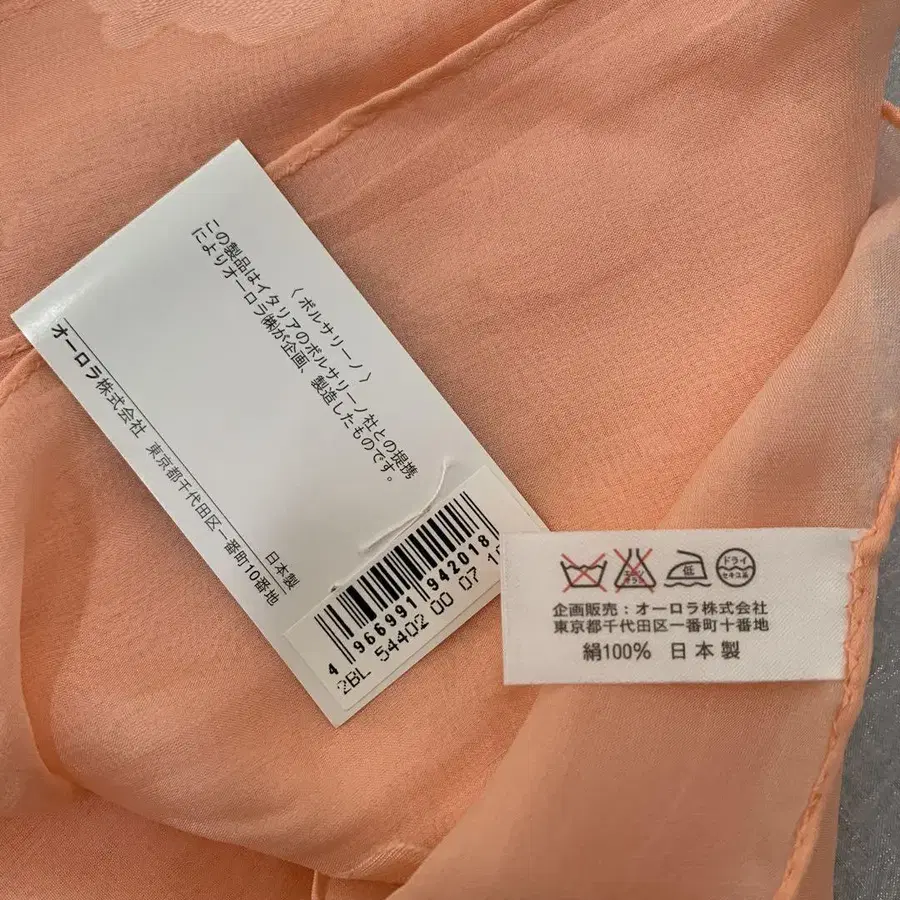 〈ボルサリーノ〉
この製品はイタリアのボルサリーノ社との提携
によりオーロラ㈱が企画、製造したものです。
日本製
オーロラ株式会社 東京都千代田区一番町10番地
4 966991 942018
2BL 54402 00 07
低
ドライ
セキユ系
企画販売：オーロラ株式会社
東京都千代田区一番町十番地
絹100% 日本製